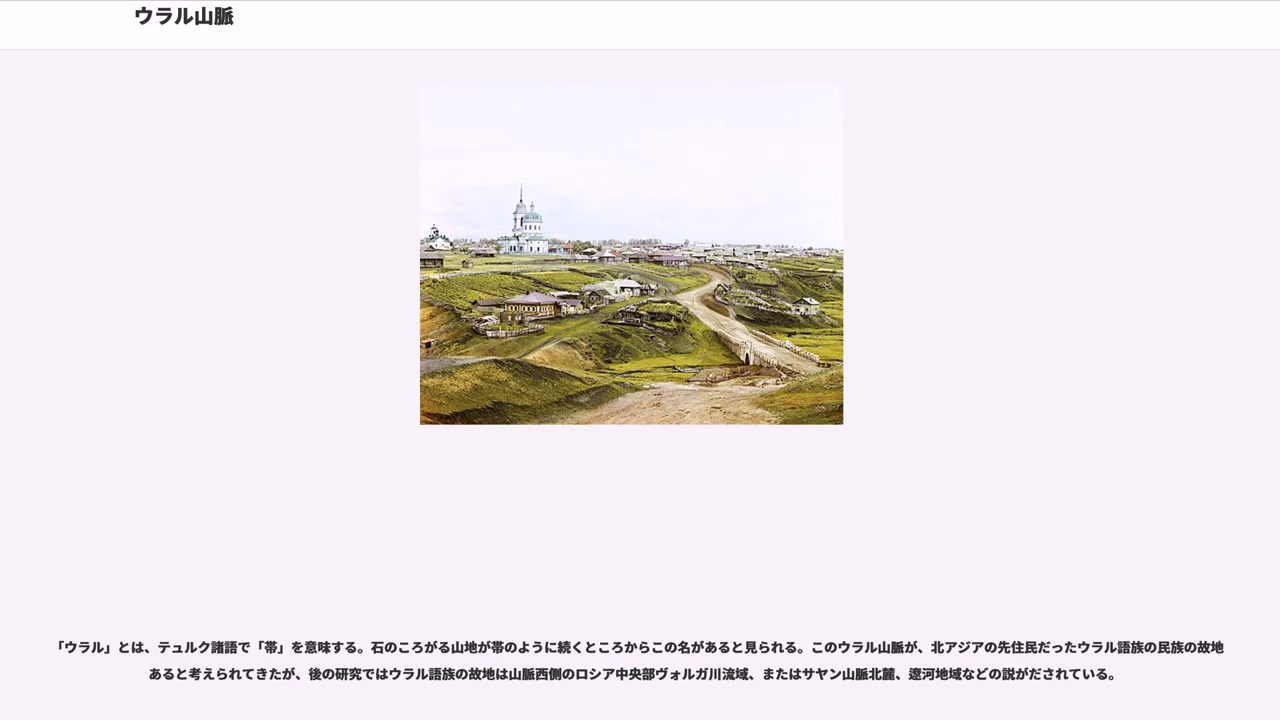 ウラル山脈
「ウラル」とは、テュルク諸語で「帯」を意味する。石のころがる山地が帯のように続くところからこの名があると見られる。このウラル山脈が、北アジアの先住民だったウラル語族の民族の故地
あると考えられてきたが、後の研究ではウラル語族の故地は山脈西側のロシア中央部ヴォルガ川流域、またはサヤン山脈北麓、遼河地域などの説がだされている。